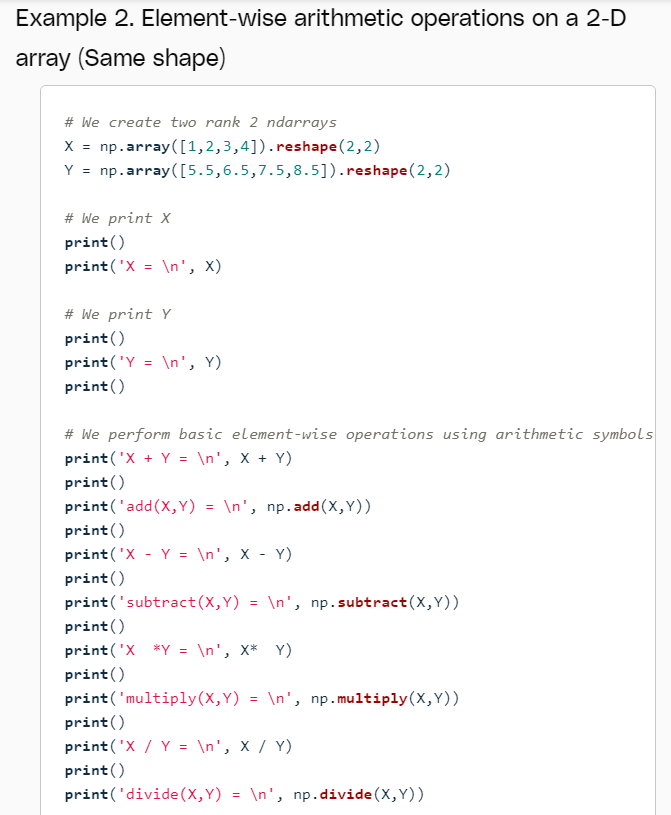 Example 2. Element-wise arithmetic operations on a 2-D
array (Same shape)
# We create two rank 2 ndarrays
X = np.array([1,2,3,4]).reshape(2,2)
Y = np.array([5.5,6.5,7.5,8.5]).reshape(2,2)
# We print X
print()
print('X = \n', X)
# We print Y
print()
print('Y = \n', Y)
print()
# We perform basic element-wise operations using arithmetic symbols
print('X + Y = \n', X + Y)
print()
print('add(X,Y) = \n', np.add(X,Y))
print()
print('X - Y = \n', X - Y)
print()
print('subtract(X,Y) = \n', np.subtract(X,Y))
print()
print('X  *Y = \n', X*  Y)
print()
print('multiply(X,Y) = \n', np.multiply(X,Y))
print()
print('X / Y = \n', X / Y)
print()
print('divide(X,Y) = \n', np.divide(X,Y))